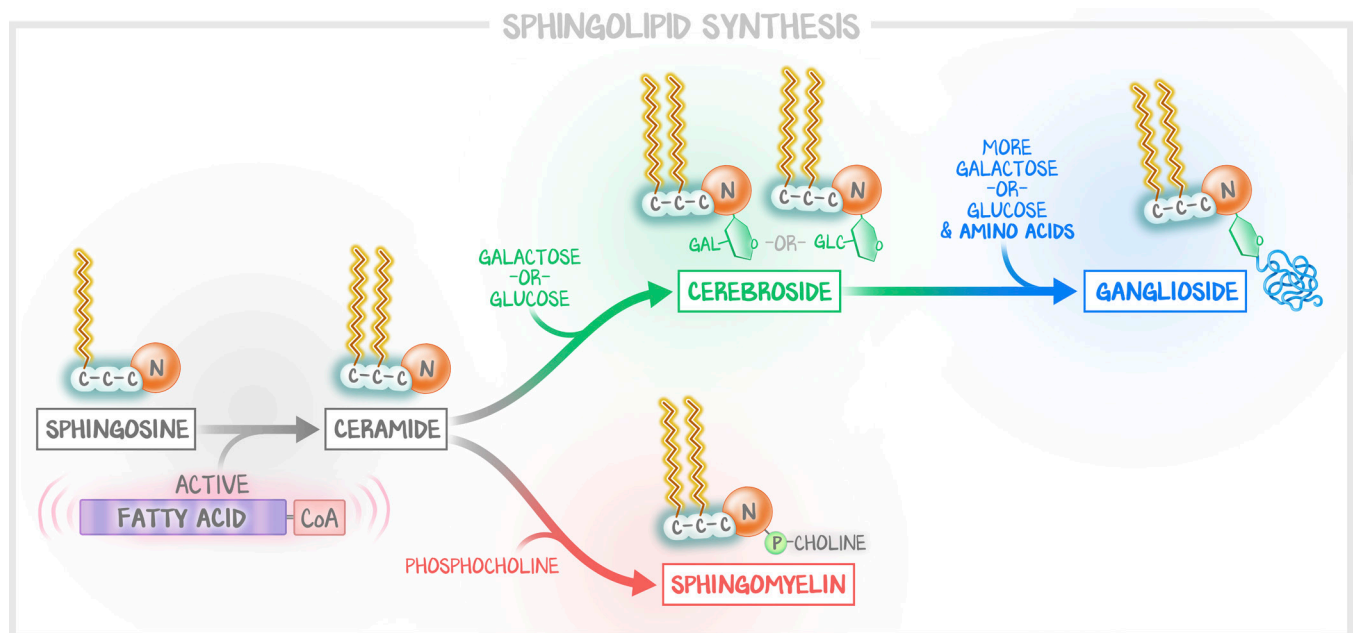 SPHINGOLIPID SYNTHESIS
C-C-C N
SPHINGOSINE
ACTIVE
FATTY ACID CoA
C-C-C N
CERAMIDE
GALACTOSE
-OR-
GLUCOSE
C-C-C N
GAL O
-OR-
C-C-C N
GLC O
CEREBROSIDE
MORE
GALACTOSE
-OR-
GLUCOSE
& AMINO ACIDS
C-C-C N
O
GANGLIOSIDE
PHOSPHOCHOLINE
C-C-C N
P-CHOLINE
SPHINGOMYELIN